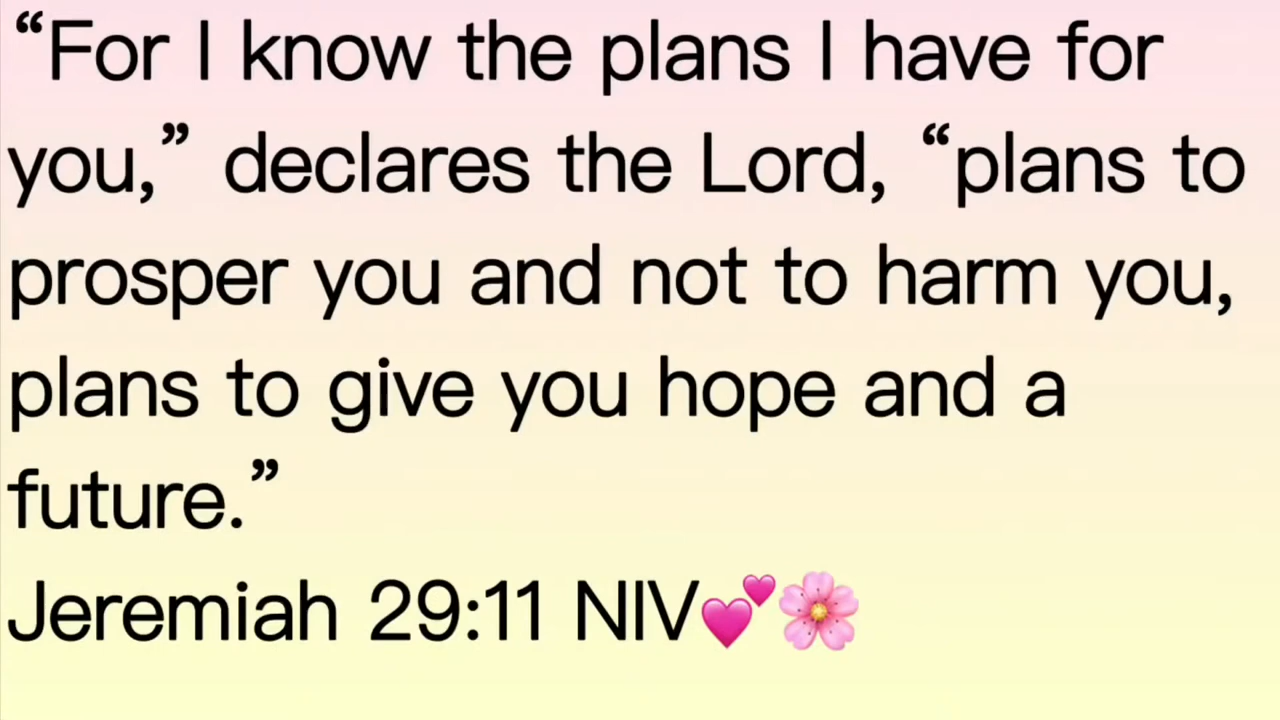 “For I know the plans I have for
you,” declares the Lord, “plans to
prosper you and not to harm you,
plans to give you hope and a
future.”
Jeremiah 29:11 NIV💕🌸